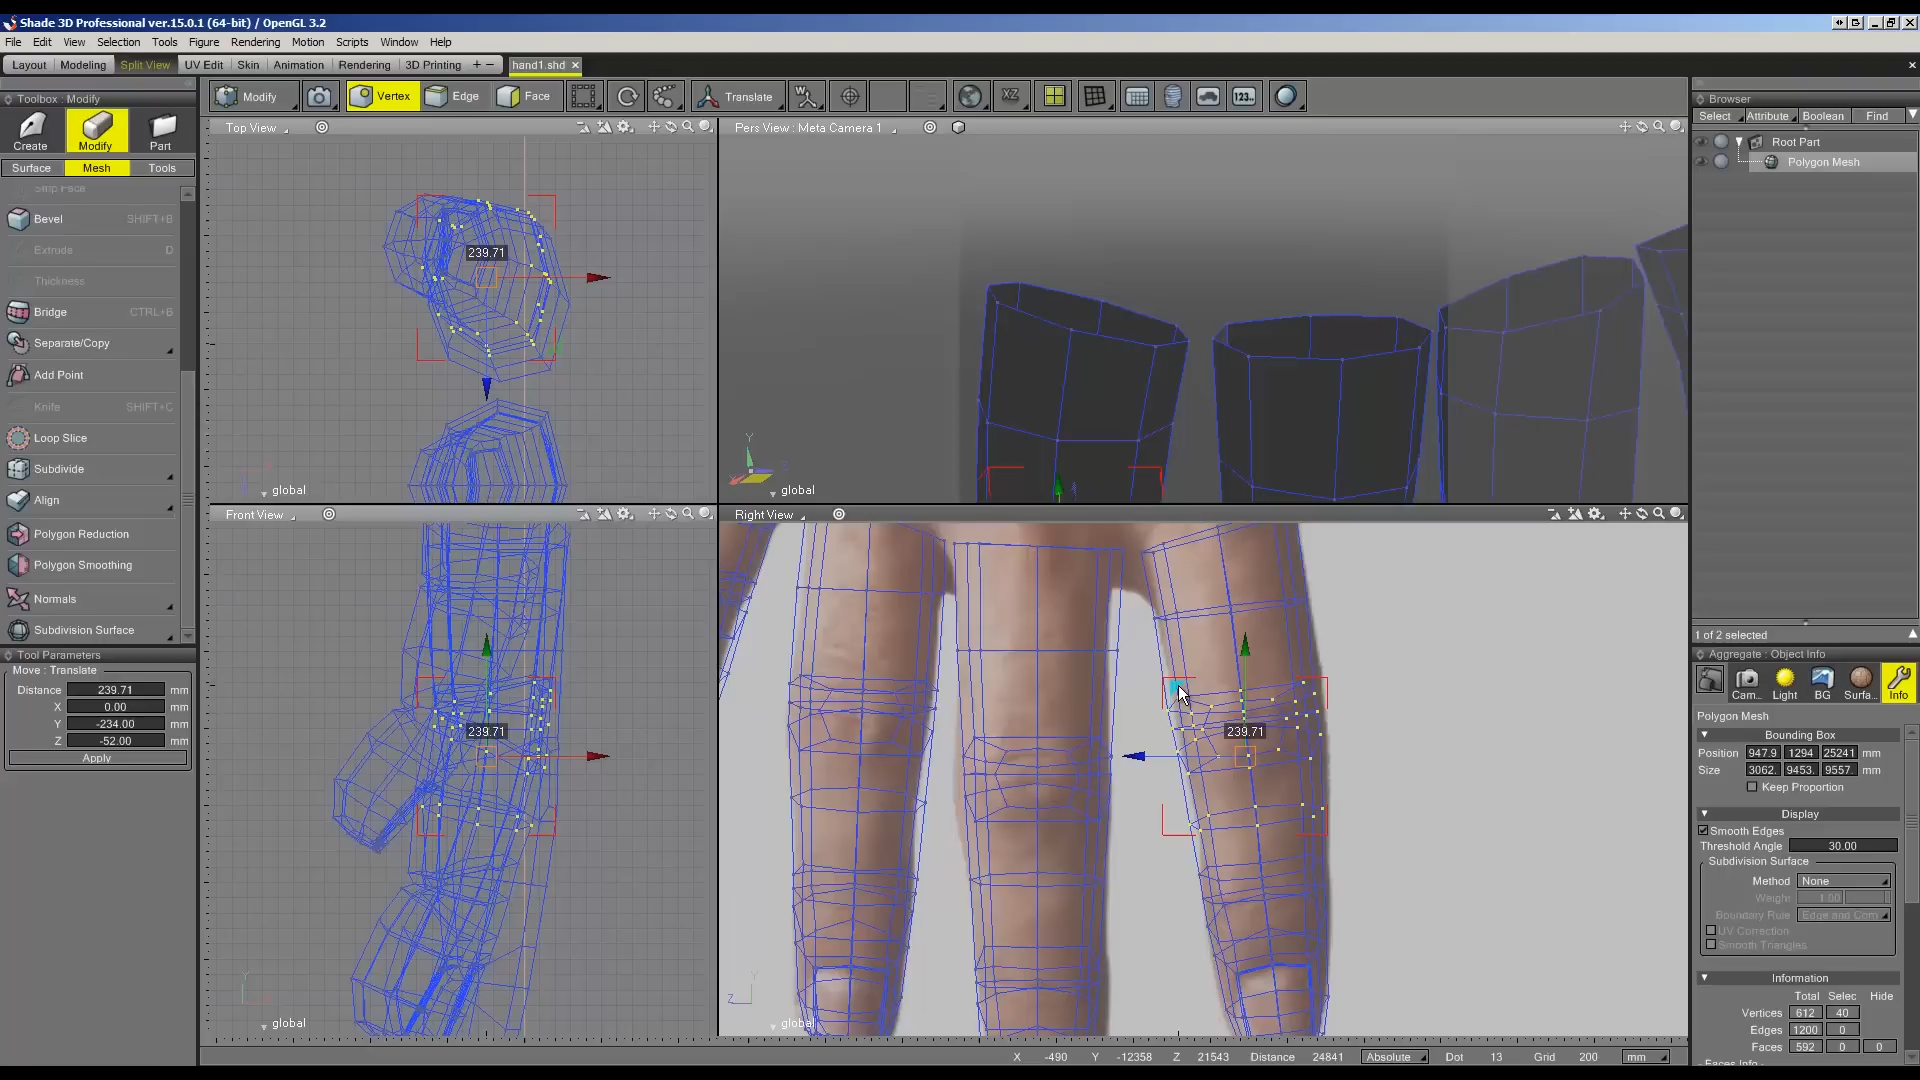 Shade 3D Professional ver.15.0.1 (64-bit) / OpenGL 3.2
File Edit View Selection Tools Figure Rendering Motion Scripts Window Help
Layout Modeling Split View UV Edit Skin Animation Rendering 3D Printing + − hand1.shd ×
Toolbox : Modify
Create Modify Part
Surface Mesh Tools
Modify Vertex Edge Face Translate XZ 123..
Top View
Pers View : Meta Camera 1
Bevel SHIFT+B
Extrude D
Thickness
Bridge CTRL+B
Separate/Copy
Add Point
Knife SHIFT+C
Loop Slice
Subdivide
Align
Polygon Reduction
Polygon Smoothing
Normals
Subdivision Surface
239.71
global
Y
global
Front View
Right View
239.71
239.71
global
Z
global
Tool Parameters
Move : Translate
Distance 239.71 mm
X 0.00 mm
Y -234.00 mm
Z -52.00 mm
Apply
Browser
Select Attribute Boolean Find
Root Part
Polygon Mesh
1 of 2 selected
Aggregate : Object Info
Cam... Light BG Surfa... Info
Polygon Mesh
Bounding Box
Position 947.9 1294 25241 mm
Size 3062. 9453. 9557. mm
Keep Proportion
Display
Smooth Edges
Threshold Angle 30.00
Subdivision Surface
Method None
Weight 1.00
Boundary Rule Edge and Corn
UV Correction
Smooth Triangles
Information
Total Selec Hide
Vertices 612 40
Edges 1200 0
Faces 592 0 0
X -490 Y -12358 Z 21543 Distance 24841 Absolute Dot 13 Grid 200 mm